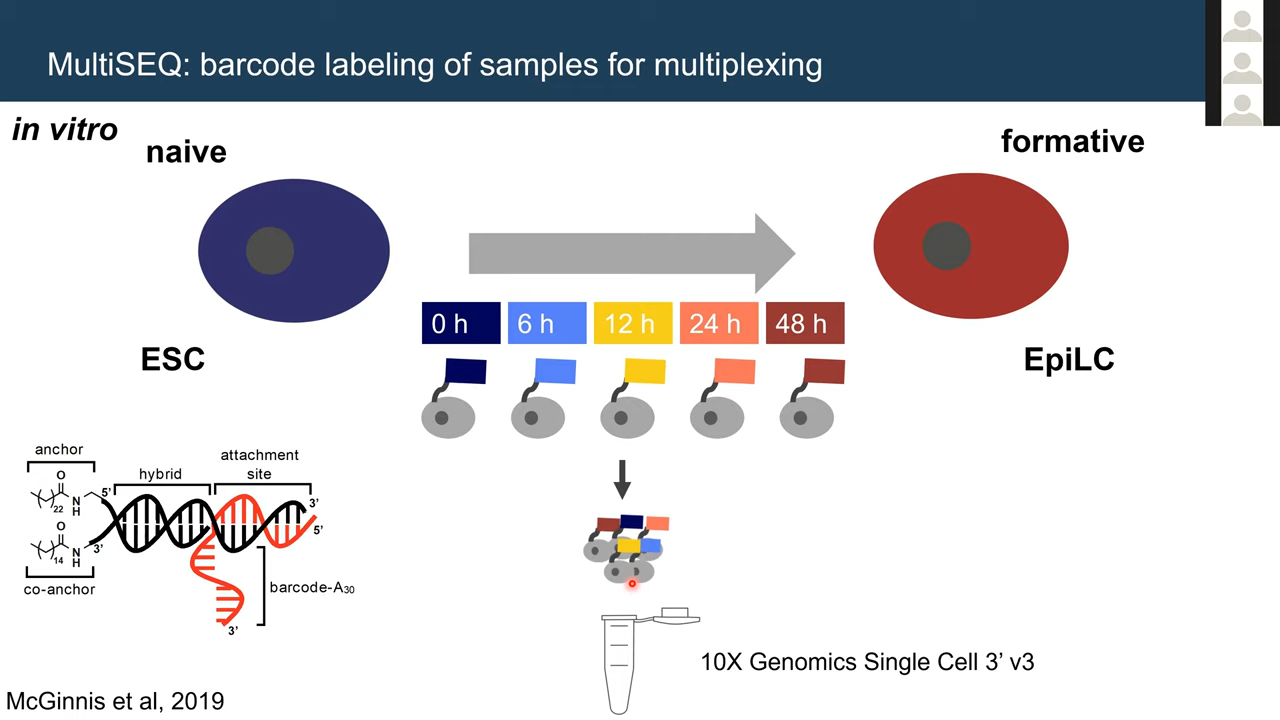 MultiSEQ: barcode labeling of samples for multiplexing
in vitro
naive
formative
0 h
6 h
12 h
24 h
48 h
ESC
EpiLC
anchor
hybrid
attachment
site
O
22
N
H
5'
3'
5'
O
14
N
H
3'
co-anchor
barcode-A30
3'
10X Genomics Single Cell 3' v3
McGinnis et al, 2019